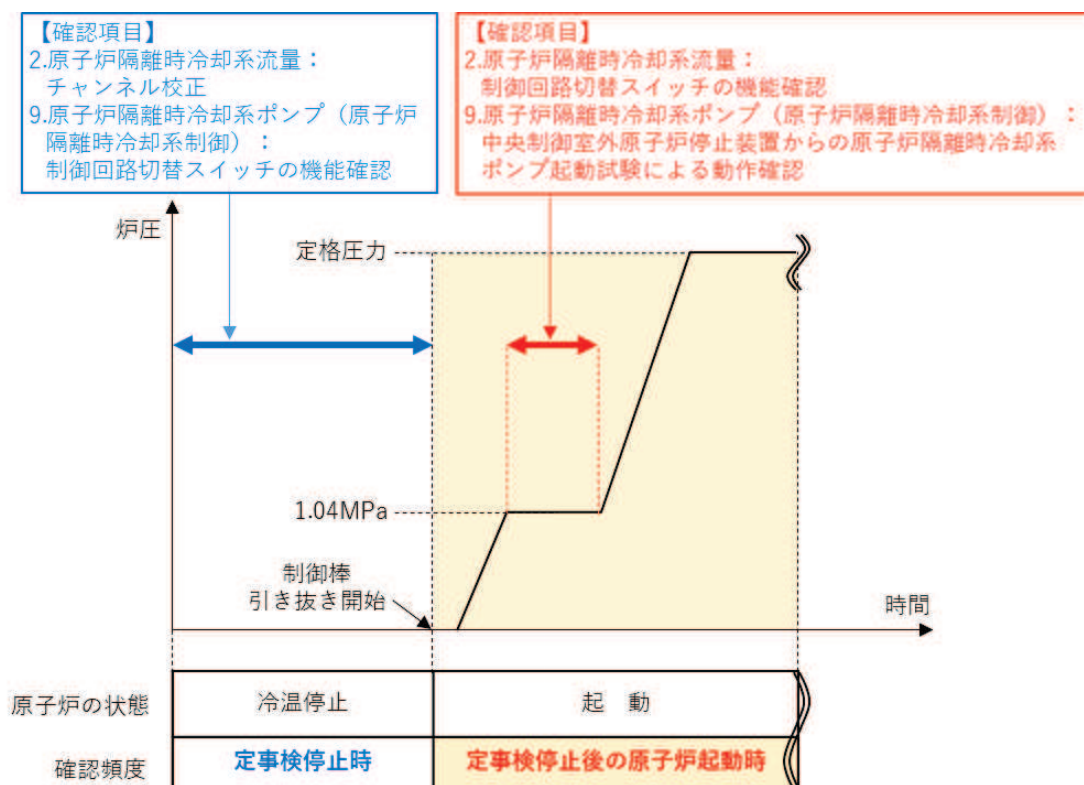 【確認項目】
2.原子炉隔離時冷却系流量：
チャンネル校正
9.原子炉隔離時冷却系ポンプ（原子炉
隔離時冷却系制御）：
制御回路切替スイッチの機能確認
【確認項目】
2.原子炉隔離時冷却系流量：
制御回路切替スイッチの機能確認
9.原子炉隔離時冷却系ポンプ（原子炉隔離時冷却系制御）：
中央制御室外原子炉停止装置からの原子炉隔離時冷却系
ポンプ起動試験による動作確認
炉圧
定格圧力
1.04MPa
制御棒
引き抜き開始
時間
原子炉の状態
冷温停止
起　動
確認頻度
定事検停止時
定事検停止後の原子炉起動時